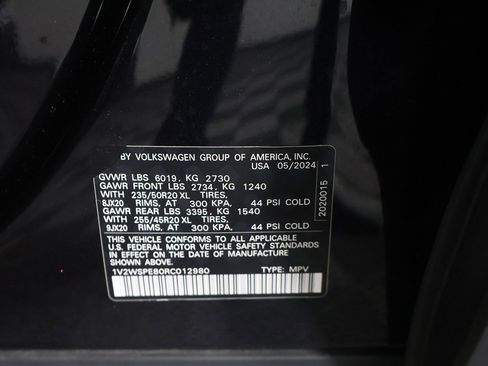 BY VOLKSWAGEN GROUP OF AMERICA, INC.
USA 05/2024
GVWR LBS 6019, KG 2730
GAWR FRONT LBS 2734, KG 1240
WITH 235/50R20 XL TIRES,
8JX20 RIMS, AT 300 KPA, 44 PSI COLD
GAWR REAR LBS 3395, KG 1540
WITH 255/45R20 XL TIRES,
9JX20 RIMS, AT 300 KPA, 44 PSI COLD
THIS VEHICLE CONFORMS TO ALL APPLICABLE
U.S. FEDERAL MOTOR VEHICLE SAFETY STANDARDS
IN EFFECT ON THE DATE OF MANUFACTURE
SHOWN ABOVE.
1V2WSPE80RC012980 TYPE: MPV
2020015 1